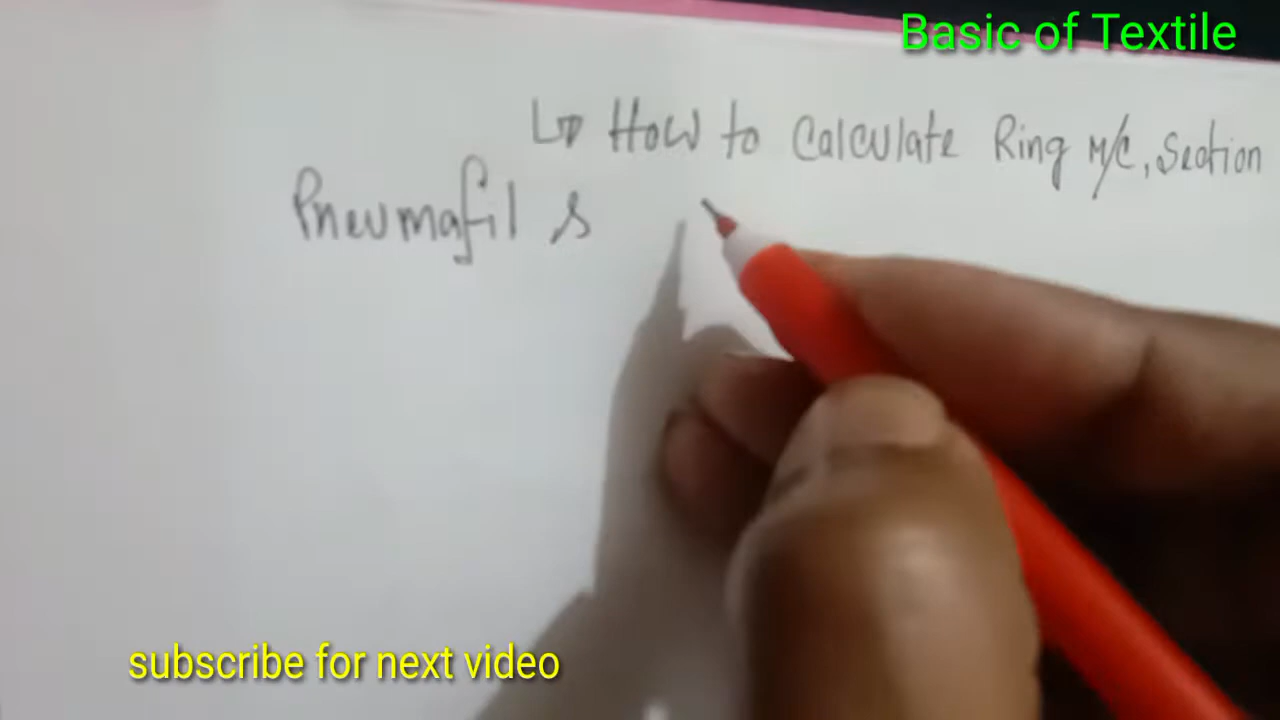 Basic of Textile
↳ How to Calculate Ring M/C, Section
Pneumafil s
subscribe for next video